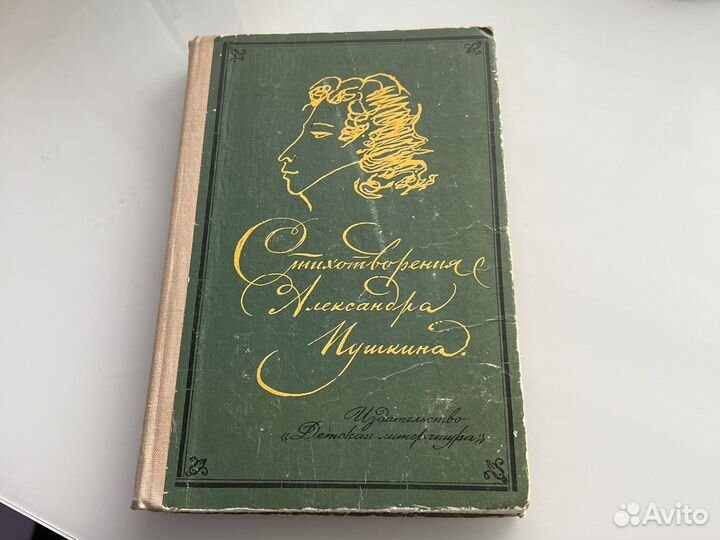 Стихотворения
Александра
Пушкина.
Издательство
«Детская литература»
Avito